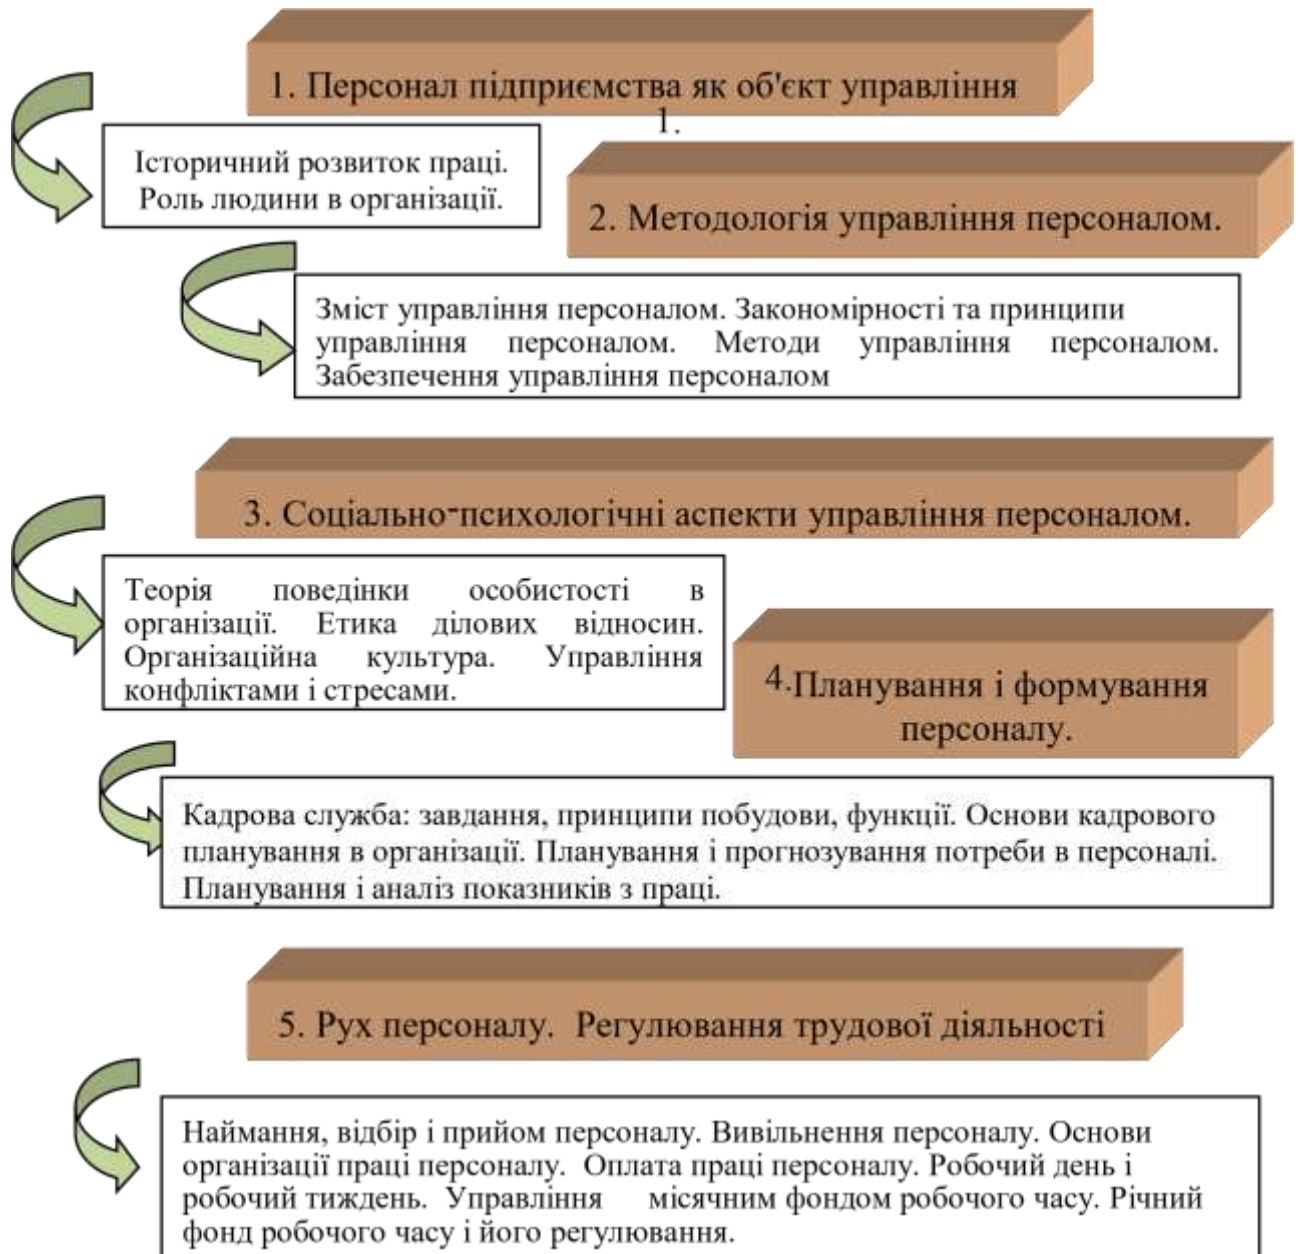 1. Персонал підприємства як об'єкт управління
1.
Історичний розвиток праці.
Роль людини в організації.
2. Методологія управління персоналом.
Зміст управління персоналом. Закономірності та принципи
управління персоналом. Методи управління персоналом.
Забезпечення управління персоналом
3. Соціально-психологічні аспекти управління персоналом.
Теорія поведінки особистості в
організації. Етика ділових відносин.
Організаційна культура. Управління
конфліктами і стресами.
4.Планування і формування
персоналу.
Кадрова служба: завдання, принципи побудови, функції. Основи кадрового
планування в організації. Планування і прогнозування потреби в персоналі.
Планування і аналіз показників з праці.
5. Рух персоналу. Регулювання трудової діяльності
Наймання, відбір і прийом персоналу. Вивільнення персоналу. Основи
організації праці персоналу. Оплата праці персоналу. Робочий день і
робочий тиждень. Управління місячним фондом робочого часу. Річний
фонд робочого часу і його регулювання.